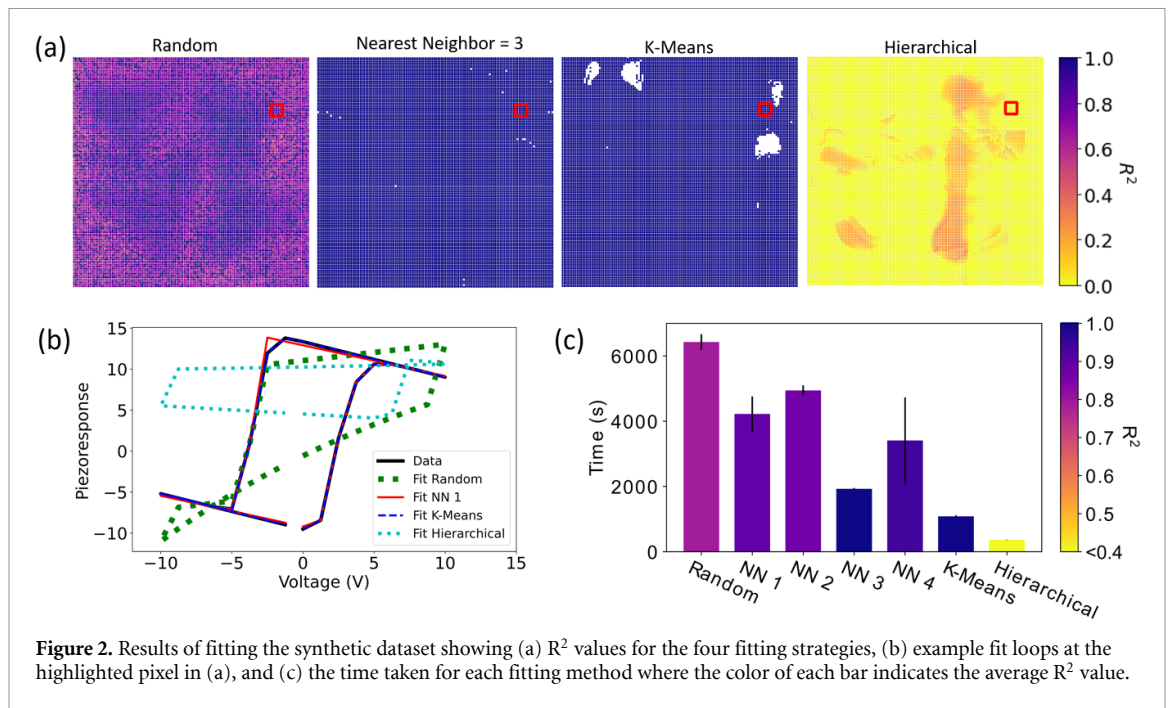 (a)
Random
Nearest Neighbor = 3
K-Means
Hierarchical
1.0
0.8
0.6
0.4
0.2
0.0
R²
(b)
15
10
5
0
−5
−10
Piezoresponse
−10
−5
0
5
10
15
Voltage (V)
Data
Fit Random
Fit NN 1
Fit K-Means
Fit Hierarchical
(c)
6000
4000
2000
0
Time (s)
Random
NN 1
NN 2
NN 3
NN 4
K-Means
Hierarchical
1.0
0.9
0.8
0.7
0.6
0.5
<0.4
R²
Figure 2. Results of fitting the synthetic dataset showing (a) R² values for the four fitting strategies, (b) example fit loops at the
highlighted pixel in (a), and (c) the time taken for each fitting method where the color of each bar indicates the average R² value.